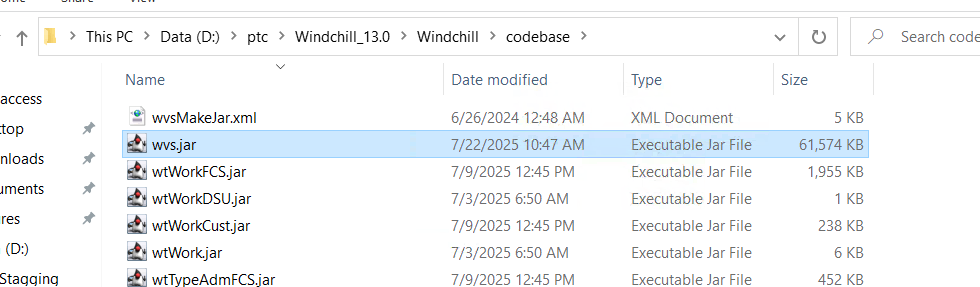 This PC > Data (D:) > ptc > Windchill_13.0 > Windchill > codebase >
Search code
Name Date modified Type Size
access
wvsMakeJar.xml 6/26/2024 12:48 AM XML Document 5 KB
top
wvs.jar 7/22/2025 10:47 AM Executable Jar File 61,574 KB
nloads
wtWorkFCS.jar 7/9/2025 12:45 PM Executable Jar File 1,955 KB
uments
wtWorkDSU.jar 7/3/2025 6:50 AM Executable Jar File 1 KB
res
wtWorkCust.jar 7/9/2025 12:45 PM Executable Jar File 238 KB
(D:)
wtWork.jar 7/3/2025 6:50 AM Executable Jar File 6 KB
Stagging
wtTypeAdmFCS.jar 7/9/2025 12:45 PM Executable Jar File 452 KB